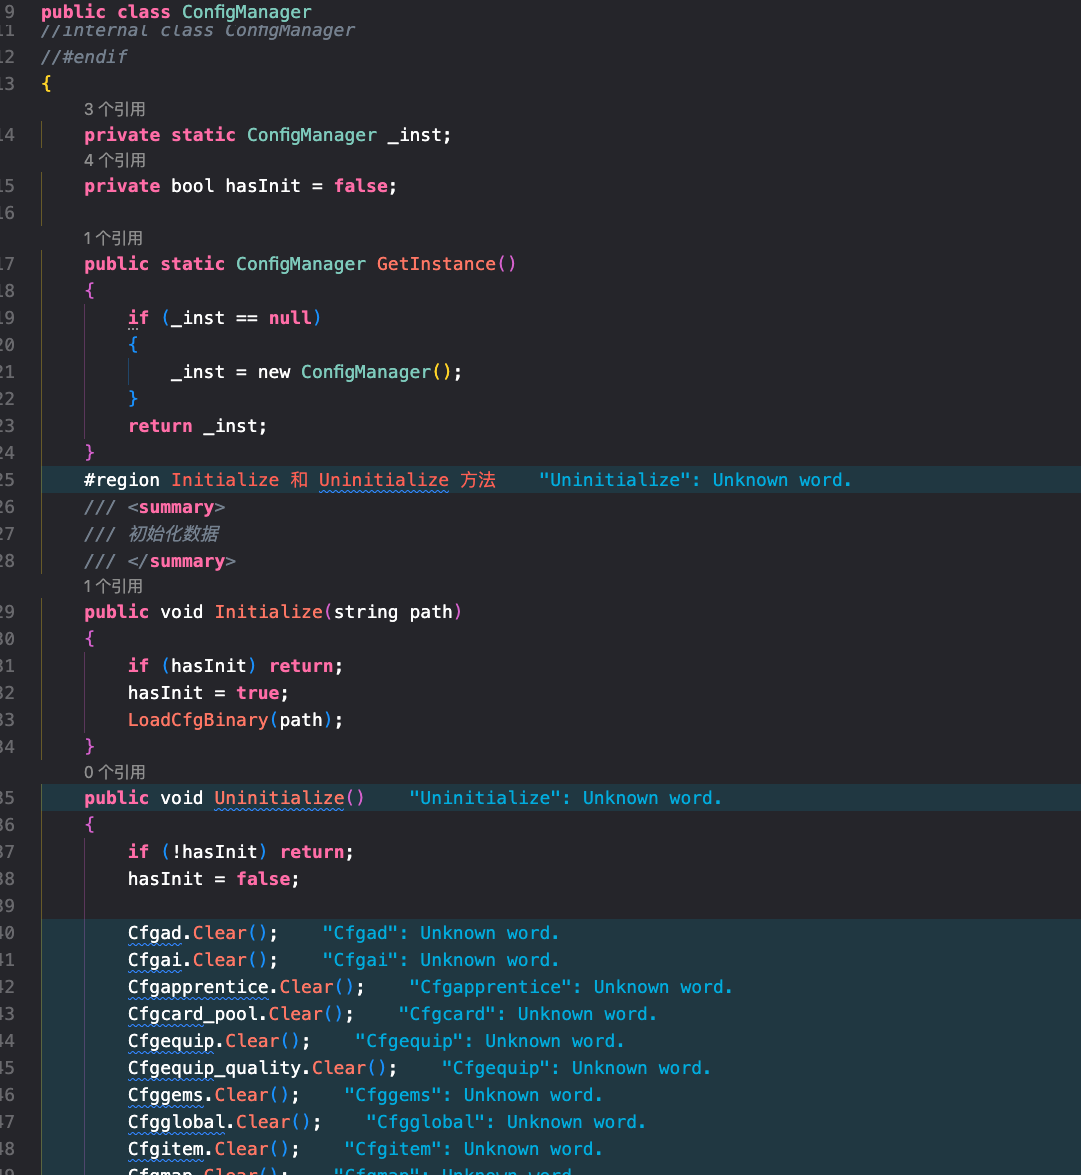 9 public class ConfigManager
11 //internal class ConfigManager
12 //#endif
13 {
3 个引用
14 private static ConfigManager _inst;
4 个引用
15 private bool hasInit = false;
16
1 个引用
17 public static ConfigManager GetInstance()
18 {
19 if (_inst == null)
20 {
21 _inst = new ConfigManager();
22 }
23 return _inst;
24 }
25 #region Initialize 和 Uninitialize 方法 "Uninitialize": Unknown word.
26 /// <summary>
27 /// 初始化数据
28 /// </summary>
1 个引用
29 public void Initialize(string path)
30 {
31 if (hasInit) return;
32 hasInit = true;
33 LoadCfgBinary(path);
34 }
0 个引用
35 public void Uninitialize() "Uninitialize": Unknown word.
36 {
37 if (!hasInit) return;
38 hasInit = false;
39
40 Cfgad.Clear(); "Cfgad": Unknown word.
41 Cfgai.Clear(); "Cfgai": Unknown word.
42 Cfgapprentice.Clear(); "Cfgapprentice": Unknown word.
43 Cfgcard_pool.Clear(); "Cfgcard": Unknown word.
44 Cfgequip.Clear(); "Cfgequip": Unknown word.
45 Cfgequip_quality.Clear(); "Cfgequip": Unknown word.
46 Cfggems.Clear(); "Cfggems": Unknown word.
47 Cfgglobal.Clear(); "Cfgglobal": Unknown word.
48 Cfgitem.Clear(); "Cfgitem": Unknown word.
49 Cfgmap.Clear(); "Cfgmap": Unknown word.